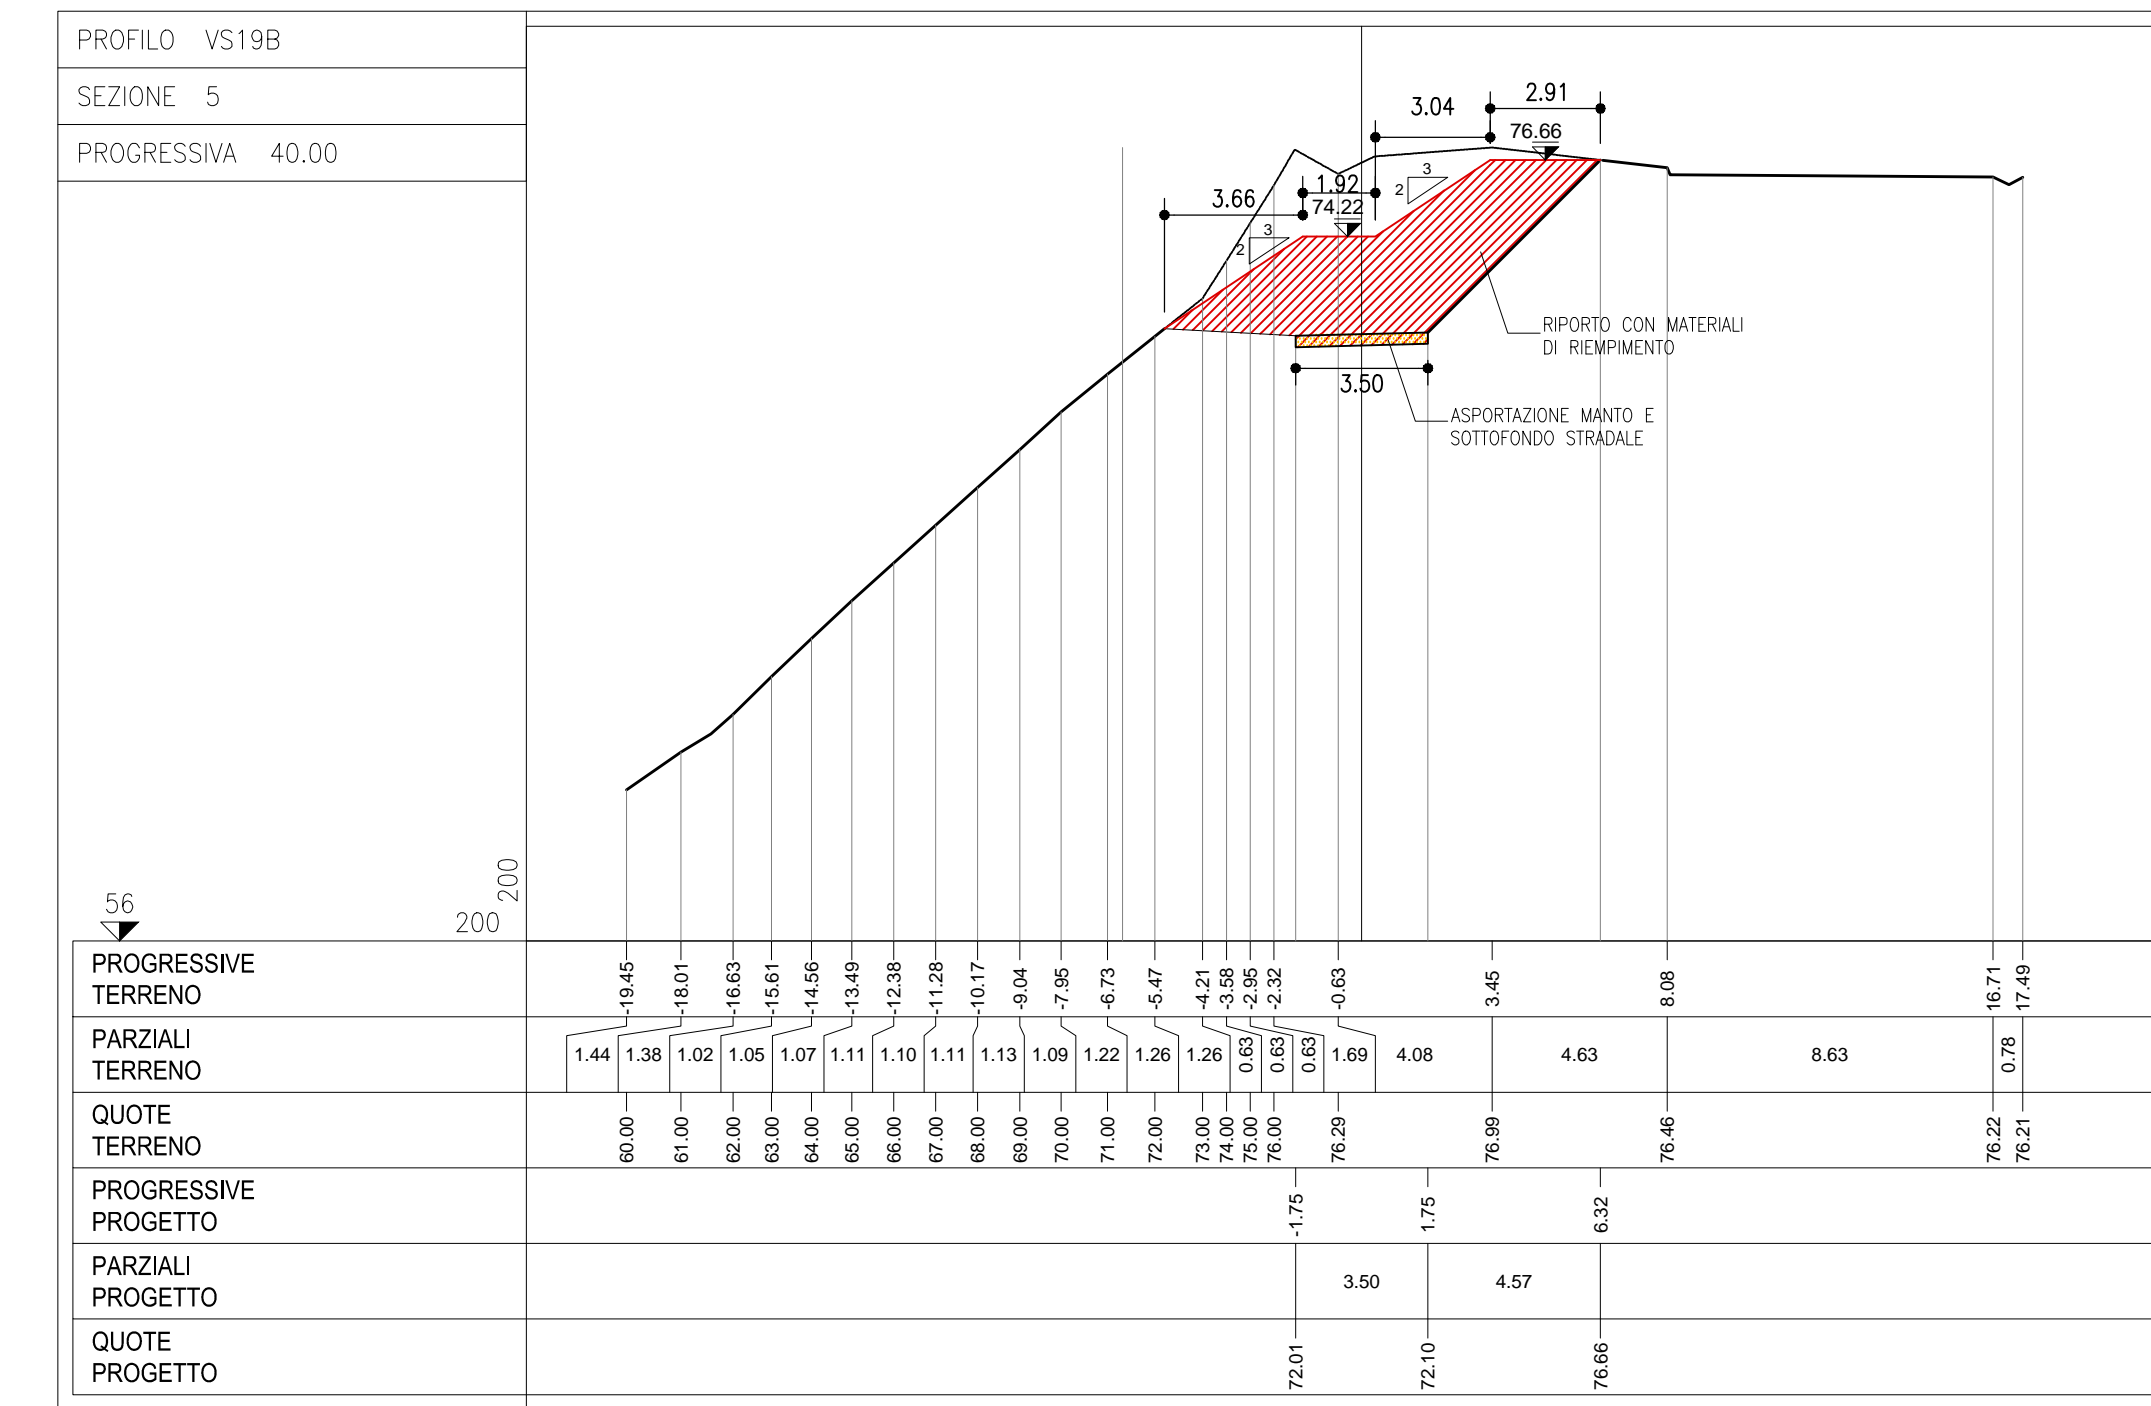 PROFILO VS19B
SEZIONE 5
PROGRESSIVA 40.00
2.91
3.04
76.66
3
2
1.92
3.66
74.22
3
2
RIPORTO CON MATERIALI
DI RIEMPIMENTO
3.50
ASPORTAZIONE MANTO E
SOTTOFONDO STRADALE
56
200
200
PROGRESSIVE
TERRENO
-19.45 -18.01 -16.63 -15.61 -14.56 -13.49 -12.38 -11.28 -10.17 -9.04 -7.95 -6.73 -5.47 -4.21 -3.58 -2.95 -2.32 -0.63 3.45 8.08 16.71 17.49
PARZIALI
TERRENO
1.44 1.38 1.02 1.05 1.07 1.11 1.10 1.11 1.13 1.09 1.22 1.26 1.26 0.63 0.63 0.63 1.69 4.08 4.63 8.63 0.78
QUOTE
TERRENO
60.00 61.00 62.00 63.00 64.00 65.00 66.00 67.00 68.00 69.00 70.00 71.00 72.00 73.00 74.00 75.00 76.00 76.29 76.99 76.46 76.22 76.21
PROGRESSIVE
PROGETTO
-1.75 1.75 6.32
PARZIALI
PROGETTO
3.50 4.57
QUOTE
PROGETTO
72.01 72.10 76.66